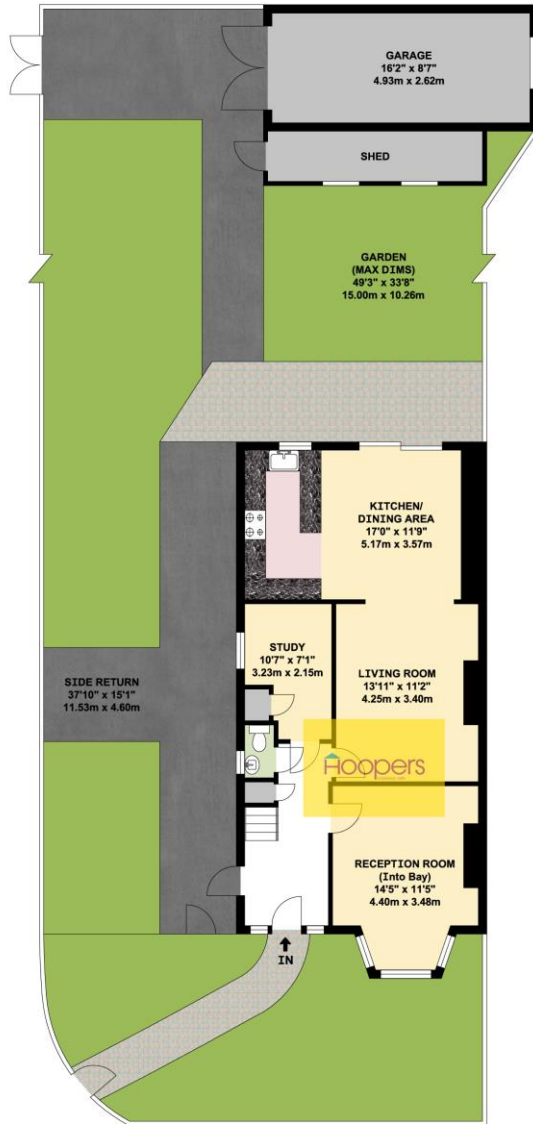 GARAGE
16'2" x 8'7"
4.93m x 2.62m
SHED
GARDEN
(MAX DIMS)
49'3" x 33'8"
15.00m x 10.26m
KITCHEN/
DINING AREA
17'0" x 11'9"
5.17m x 3.57m
STUDY
10'7" x 7'1"
3.23m x 2.15m
SIDE RETURN
37'10" x 15'1"
11.53m x 4.60m
LIVING ROOM
13'11" x 11'2"
4.25m x 3.40m
Hoopers
RECEPTION ROOM
(Into Bay)
14'5" x 11'5"
4.40m x 3.48m
IN